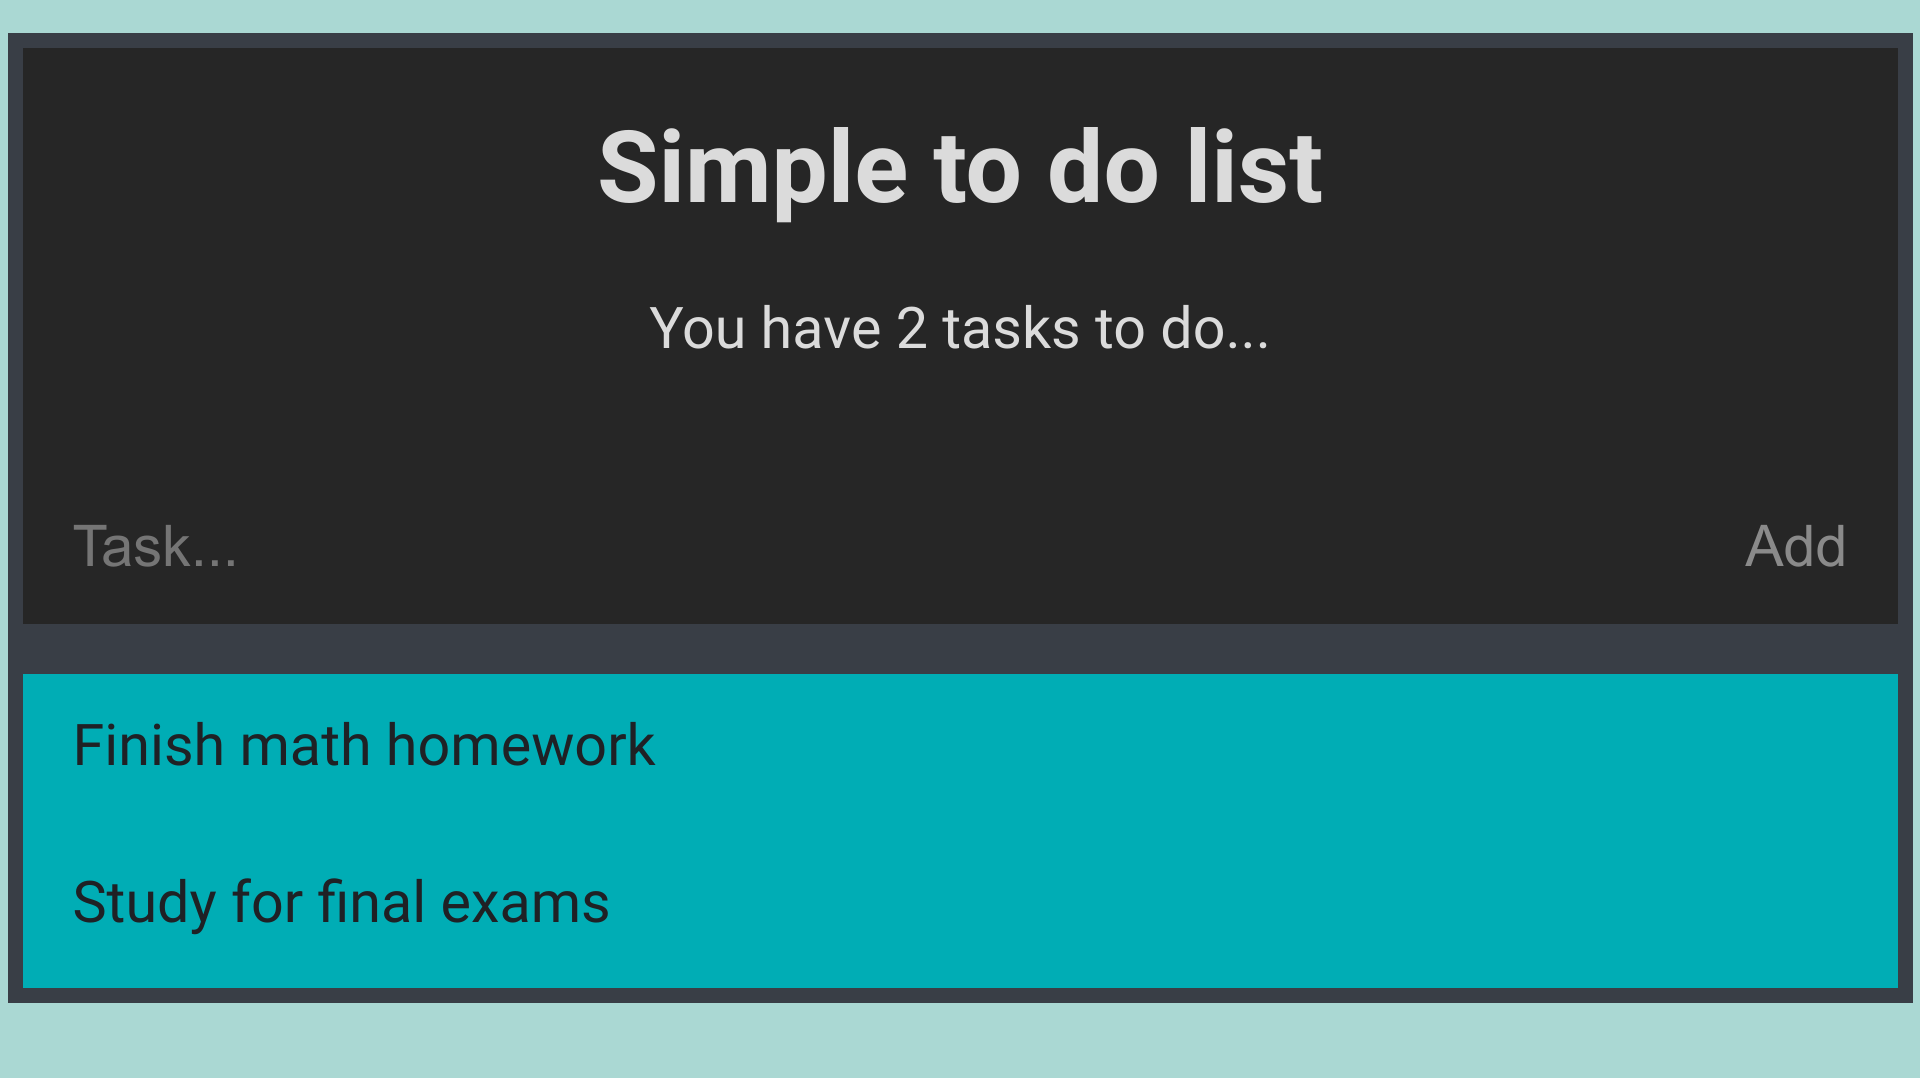 Simple to do list
You have 2 tasks to do...
Task... Add
Finish math homework
Study for final exams